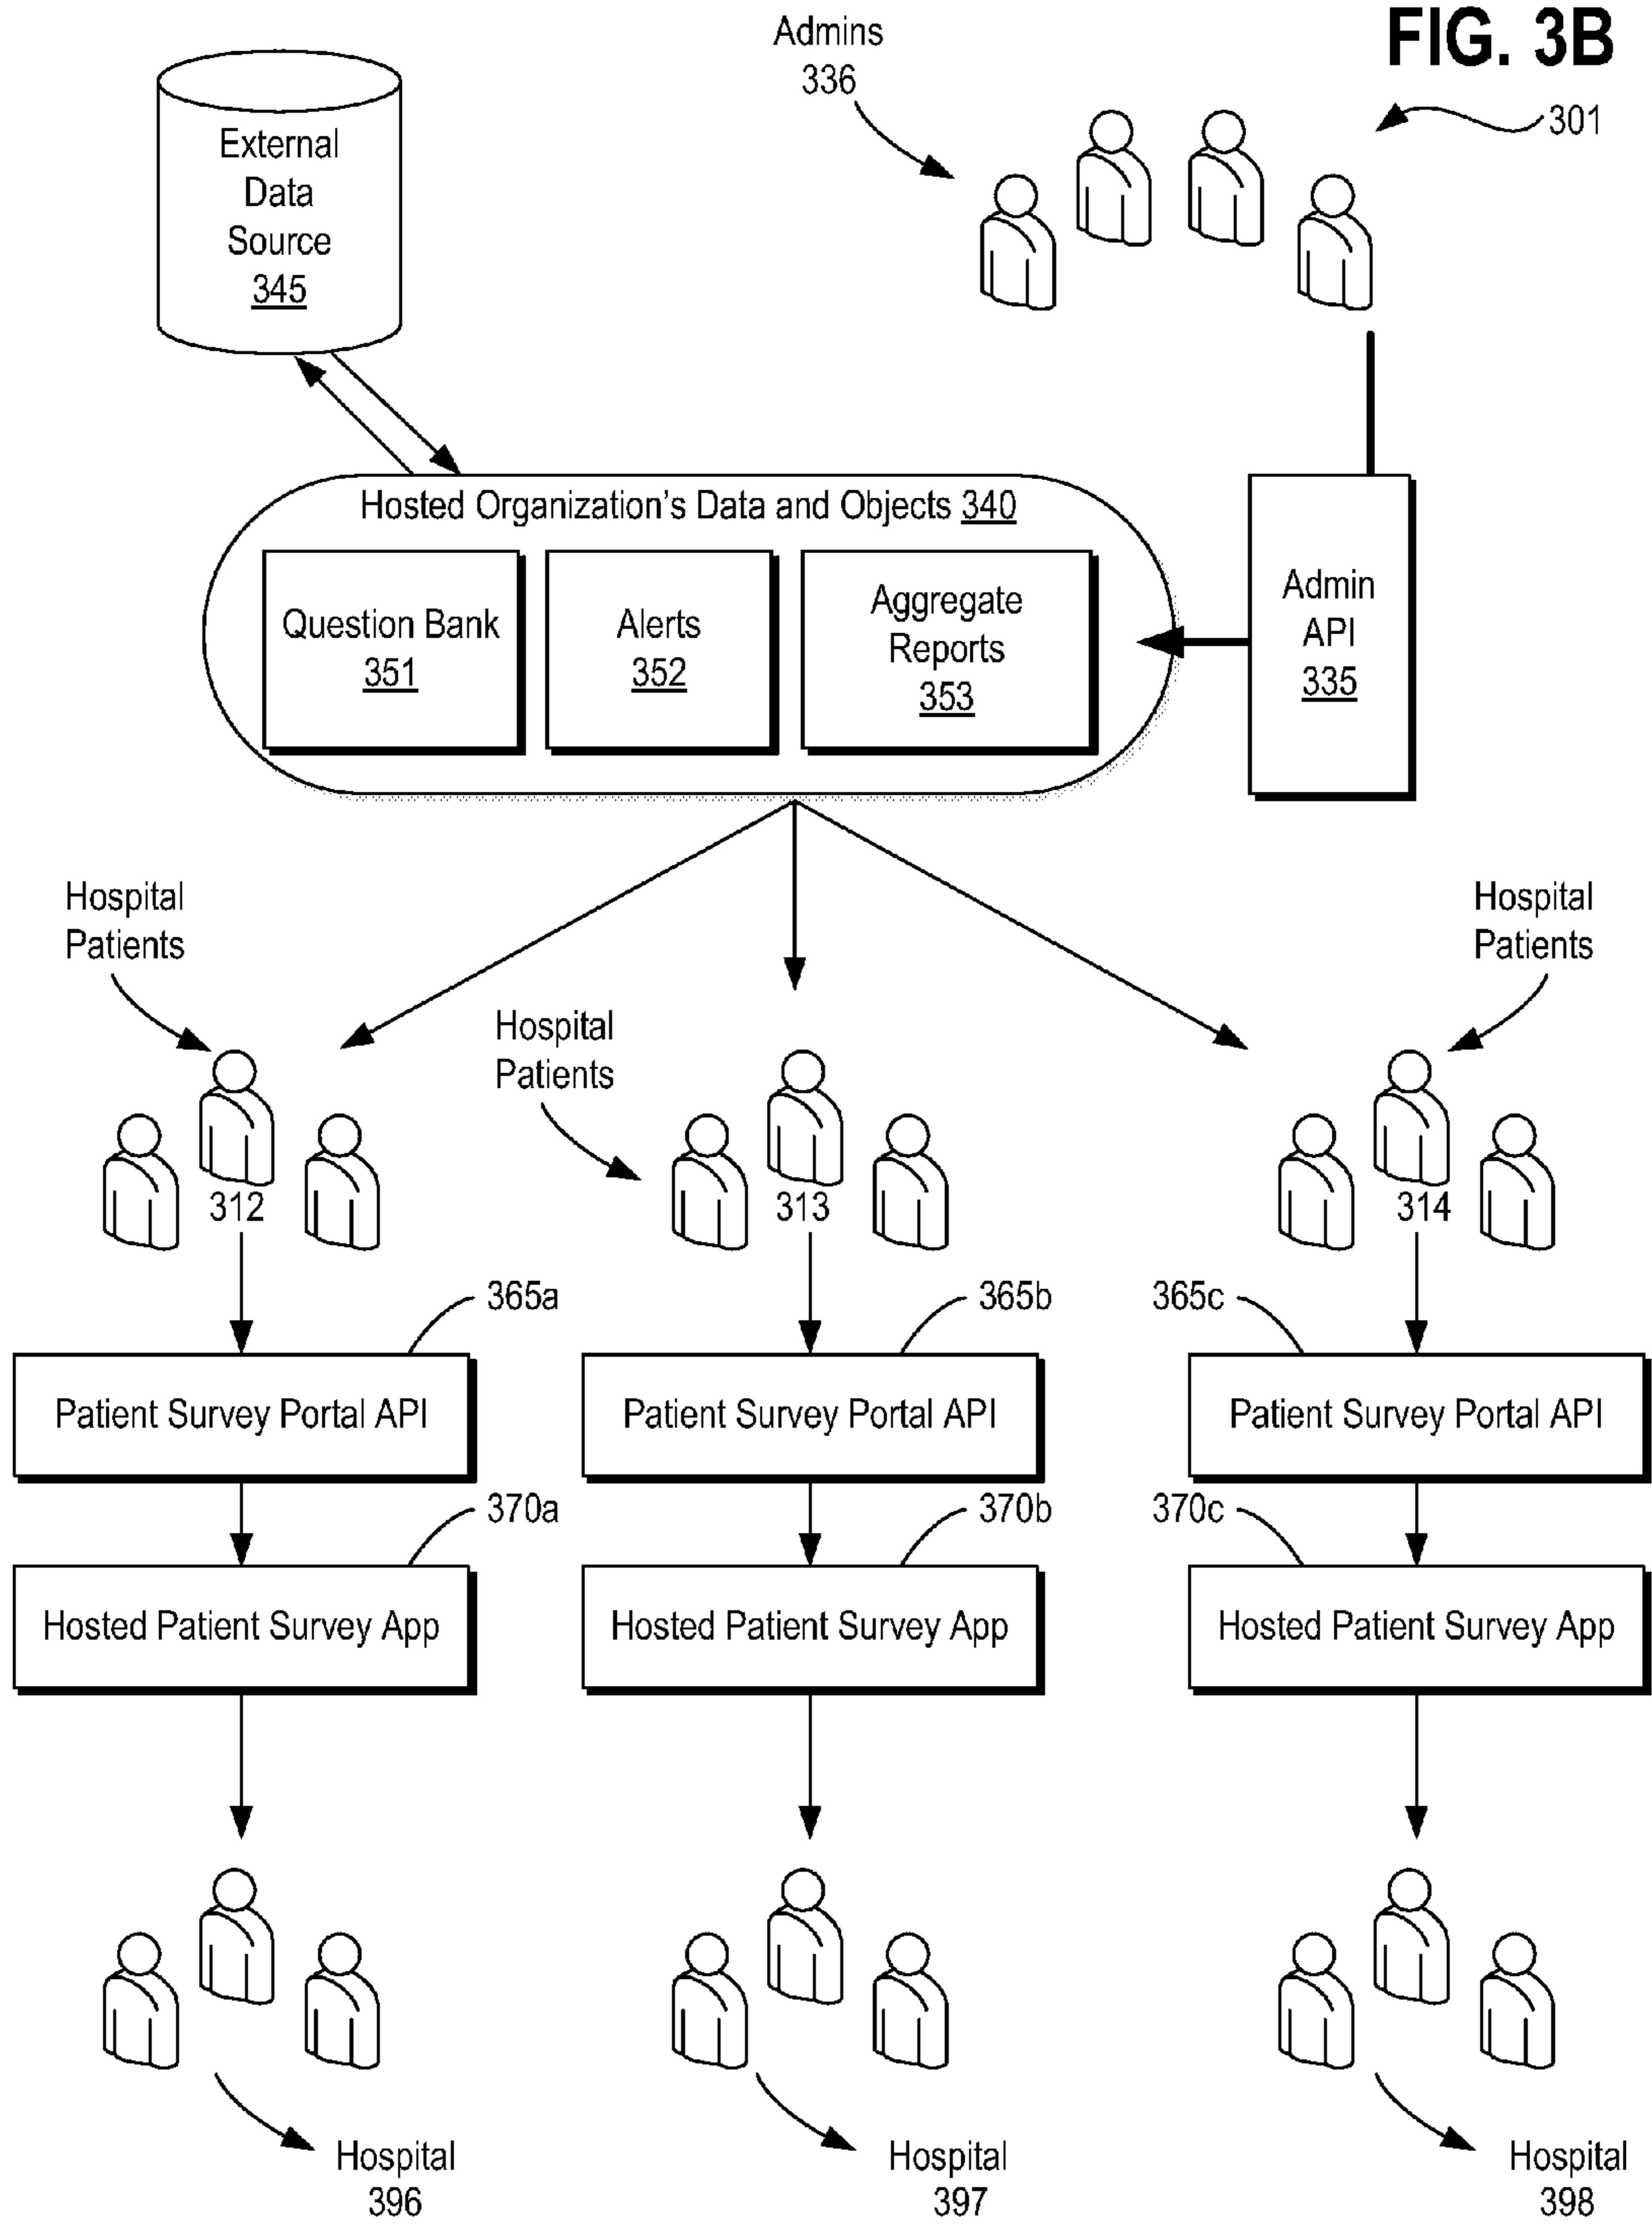 FIG. 3B
Admins
336
301
External
Data
Source
345
Hosted Organization's Data and Objects 340
Question Bank
351
Alerts
352
Aggregate
Reports
353
Admin
API
335
Hospital
Patients
Hospital
Patients
Hospital
Patients
312
313
314
365a
365b
365c
Patient Survey Portal API
Patient Survey Portal API
Patient Survey Portal API
370a
370b
370c
Hosted Patient Survey App
Hosted Patient Survey App
Hosted Patient Survey App
Hospital
396
Hospital
397
Hospital
398